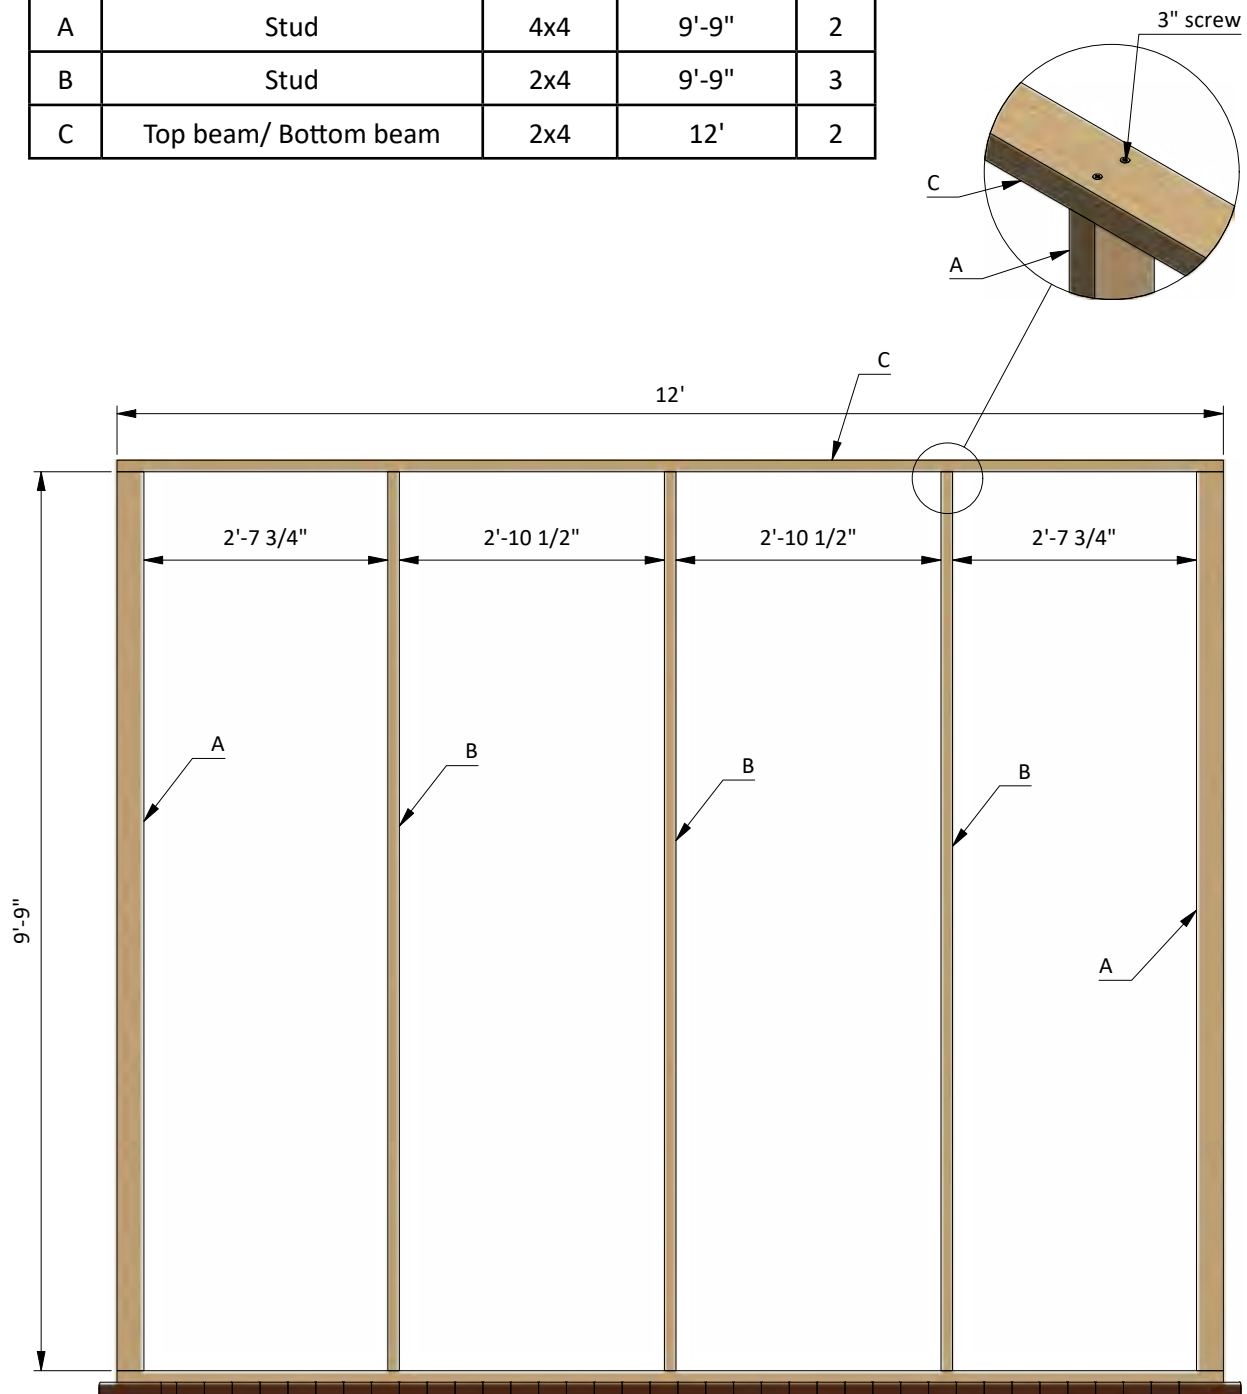 A Stud 4x4 9'-9" 2
B Stud 2x4 9'-9" 3
C Top beam/ Bottom beam 2x4 12' 2
3" screw
C
A
C
12'
2'-7 3/4" 2'-10 1/2" 2'-10 1/2" 2'-7 3/4"
A
B
B
B
9'-9"
A